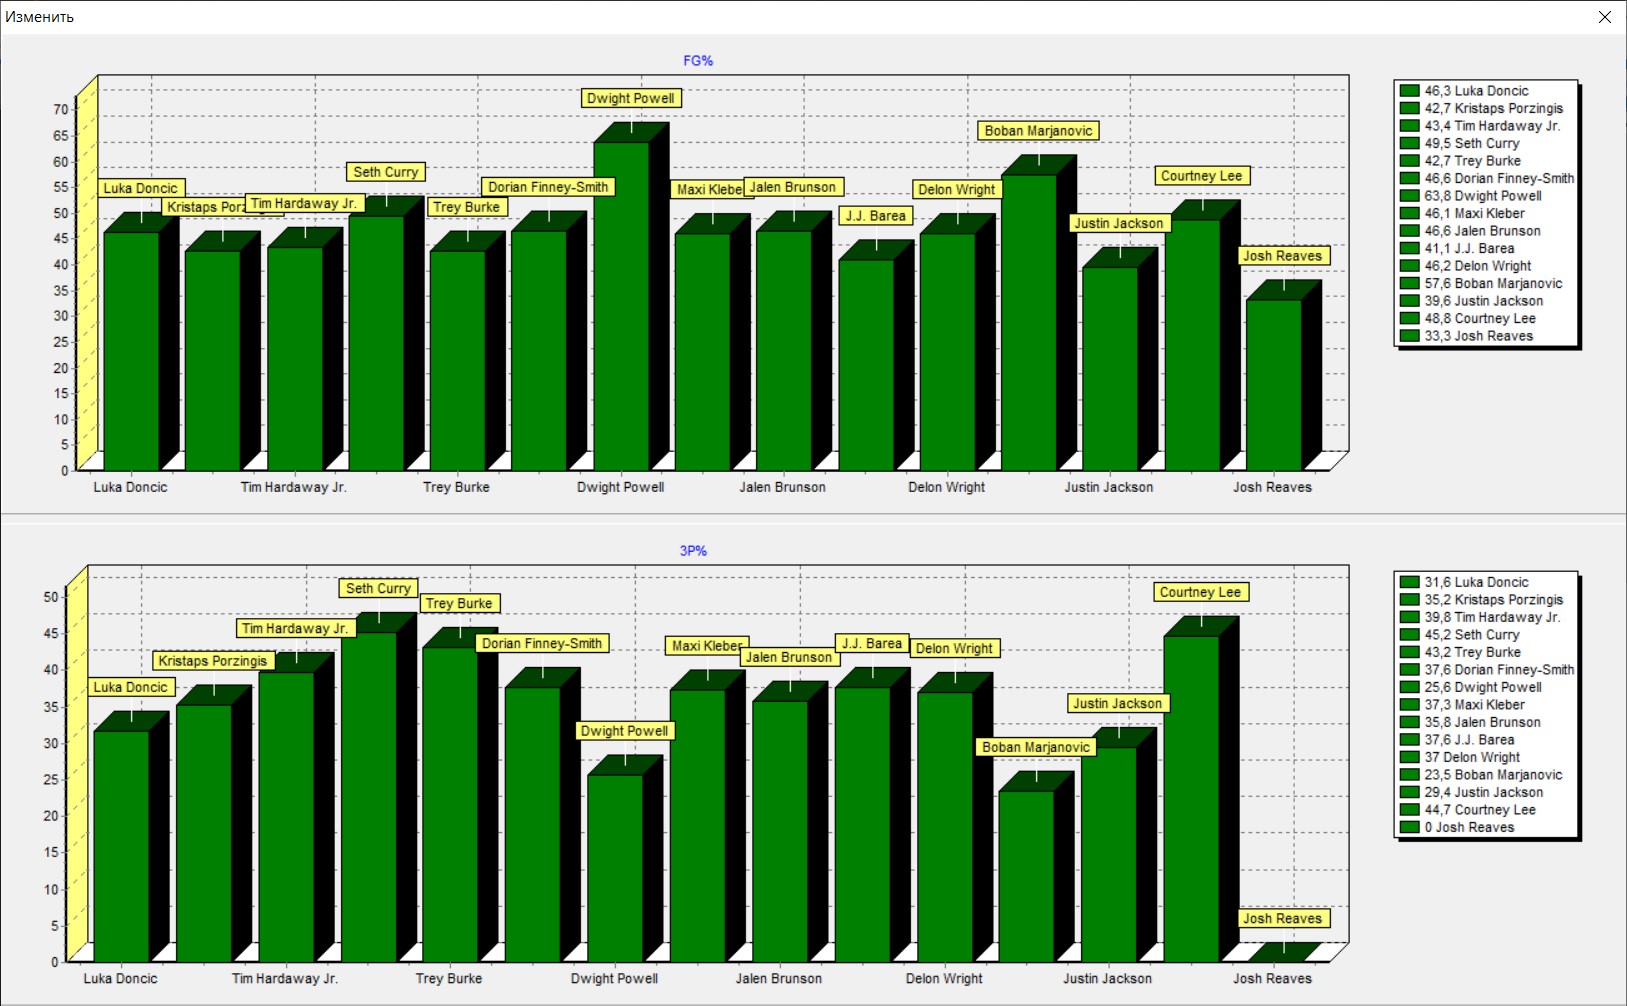 Изменить
FG%
70
65
60
55
50
45
40
35
30
25
20
15
10
5
0
Luka Doncic
Kristaps Porz
Tim Hardaway Jr.
Seth Curry
Trey Burke
Dorian Finney-Smith
Dwight Powell
Maxi Klebe
Jalen Brunson
J.J. Barea
Delon Wright
Boban Marjanovic
Justin Jackson
Courtney Lee
Josh Reaves
Luka Doncic
Tim Hardaway Jr.
Trey Burke
Dwight Powell
Jalen Brunson
Delon Wright
Justin Jackson
Josh Reaves
46,3 Luka Doncic
42,7 Kristaps Porzingis
43,4 Tim Hardaway Jr.
49,5 Seth Curry
42,7 Trey Burke
46,6 Dorian Finney-Smith
63,8 Dwight Powell
46,1 Maxi Kleber
46,6 Jalen Brunson
41,1 J.J. Barea
46,2 Delon Wright
57,6 Boban Marjanovic
39,6 Justin Jackson
48,8 Courtney Lee
33,3 Josh Reaves
3P%
50
45
40
35
30
25
20
15
10
5
0
Luka Doncic
Kristaps Porzingis
Tim Hardaway Jr.
Seth Curry
Trey Burke
Dorian Finney-Smith
Dwight Powell
Maxi Kleber
Jalen Brunson
J.J. Barea
Delon Wright
Boban Marjanovic
Justin Jackson
Courtney Lee
Josh Reaves
Luka Doncic
Tim Hardaway Jr.
Trey Burke
Dwight Powell
Jalen Brunson
Delon Wright
Justin Jackson
Josh Reaves
31,6 Luka Doncic
35,2 Kristaps Porzingis
39,8 Tim Hardaway Jr.
45,2 Seth Curry
43,2 Trey Burke
37,6 Dorian Finney-Smith
25,6 Dwight Powell
37,3 Maxi Kleber
35,8 Jalen Brunson
37,6 J.J. Barea
37 Delon Wright
23,5 Boban Marjanovic
29,4 Justin Jackson
44,7 Courtney Lee
0 Josh Reaves